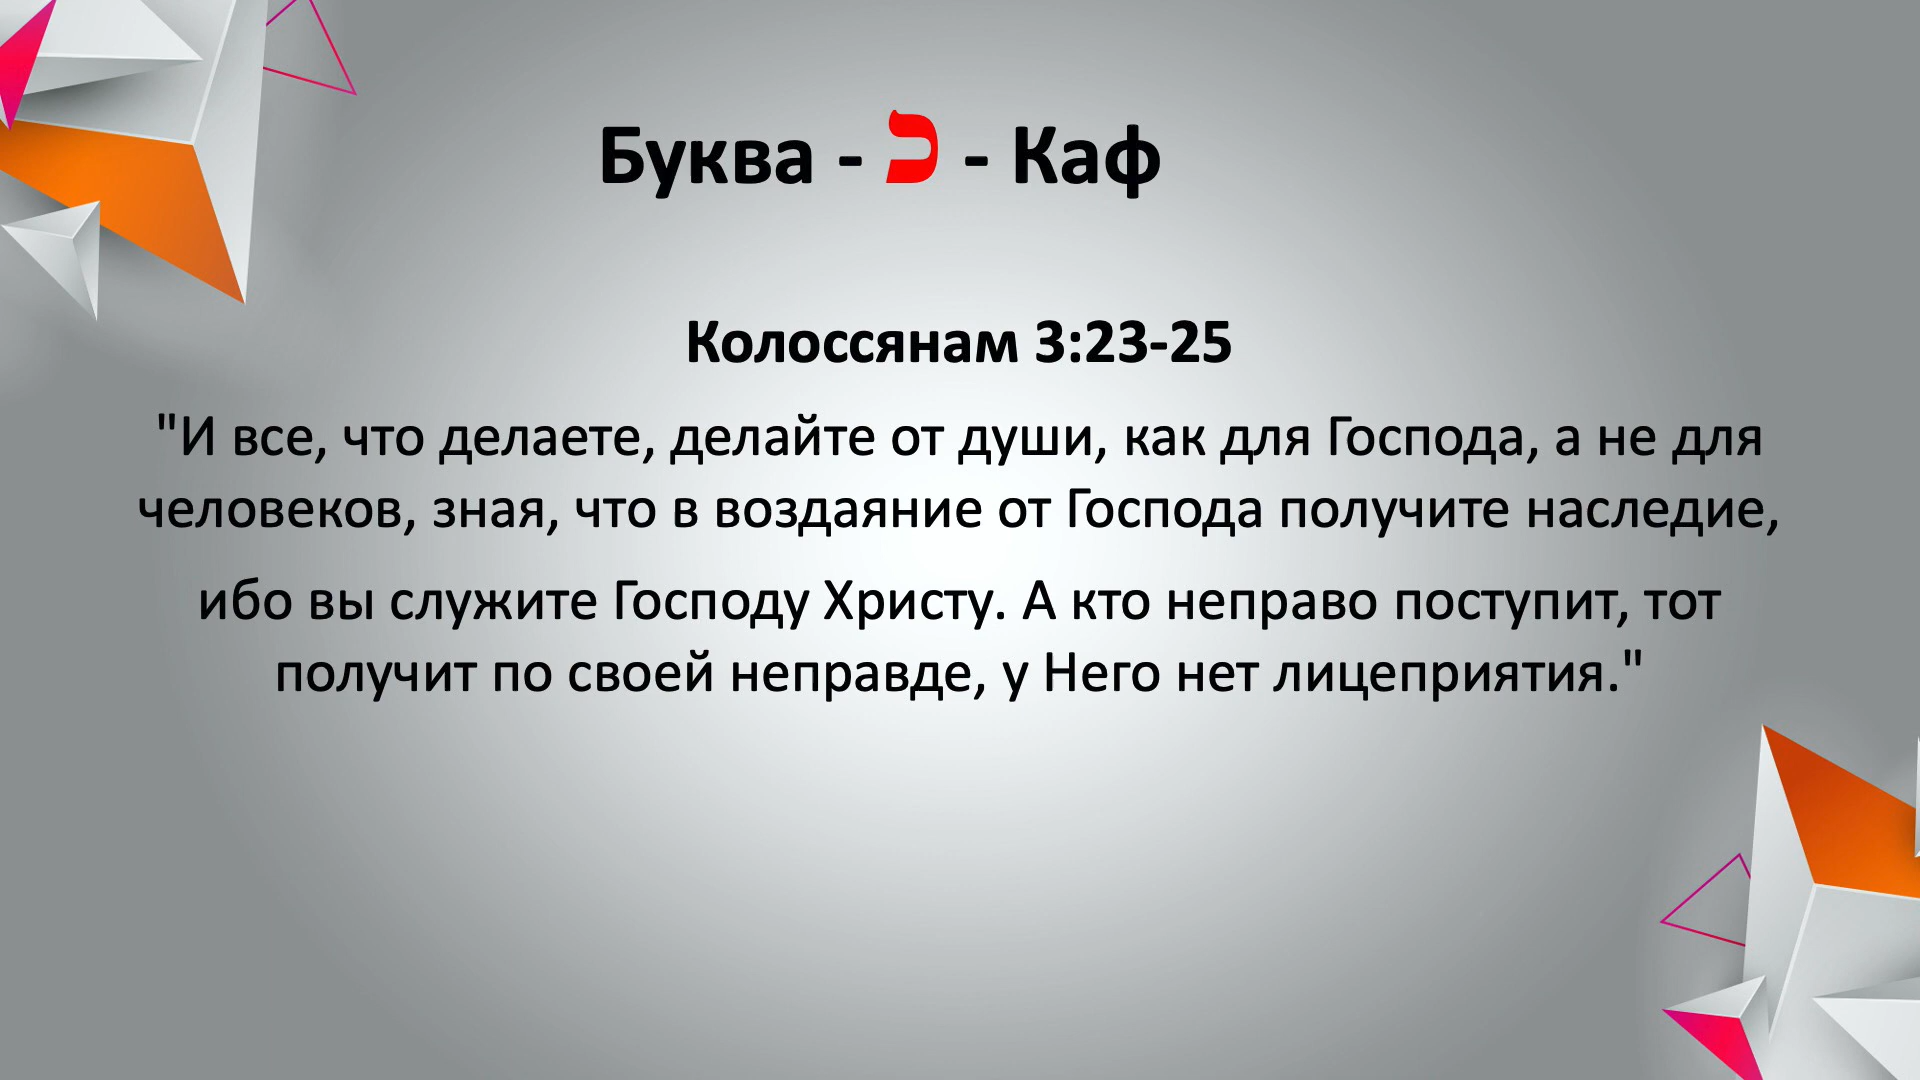 Буква - כ - Каф
Колоссянам 3:23-25
"И все, что делаете, делайте от души, как для Господа, а не для
человеков, зная, что в воздаяние от Господа получите наследие,
ибо вы служите Господу Христу. А кто неправо поступит, тот
получит по своей неправде, у Него нет лицеприятия."